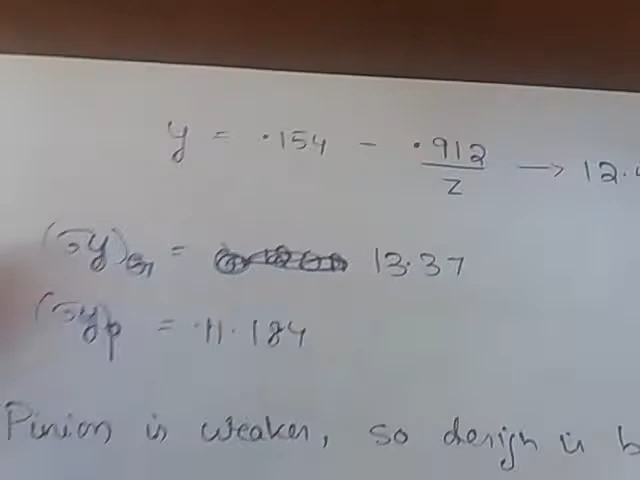 y = .154 - .912/z → 12.
(σy)G = 13.37
(σy)p = 11.184
Pinion is weaker, so design is b